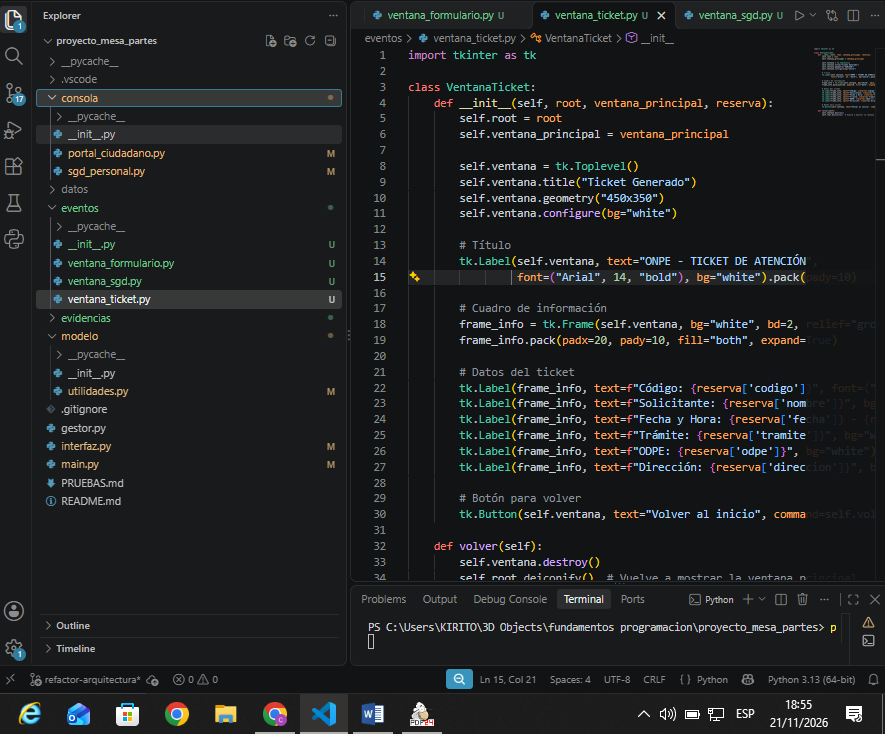 Explorer
proyecto_mesa_partes
__pycache__
.vscode
consola
__pycache__
__init__.py
portal_ciudadano.py M
sgd_personal.py M
datos
eventos
__pycache__
__init__.py U
ventana_formulario.py U
ventana_sgd.py U
ventana_ticket.py U
evidencias
modelo
__pycache__
__init__.py
utilidades.py M
.gitignore
gestor.py
interfaz.py M
main.py M
PRUEBAS.md
README.md
Outline
Timeline
1
17
1
ventana_formulario.py U
ventana_ticket.py U
ventana_sgd.py U
eventos > ventana_ticket.py > VentanaTicket > __init__
1 import tkinter as tk
2
3 class VentanaTicket:
4 def __init__(self, root, ventana_principal, reserva):
5 self.root = root
6 self.ventana_principal = ventana_principal
7
8 self.ventana = tk.Toplevel()
9 self.ventana.title("Ticket Generado")
10 self.ventana.geometry("450x350")
11 self.ventana.configure(bg="white")
12
13 # Título
14 tk.Label(self.ventana, text="ONPE - TICKET DE ATENCIÓN",
15 font=("Arial", 14, "bold"), bg="white").pack(pady=10)
16
17 # Cuadro de información
18 frame_info = tk.Frame(self.ventana, bg="white", bd=2, relief="gro
19 frame_info.pack(padx=20, pady=10, fill="both", expand=True)
20
21 # Datos del ticket
22 tk.Label(frame_info, text=f"Código: {reserva['codigo']}", font=("
23 tk.Label(frame_info, text=f"Solicitante: {reserva['nombre']}", bg
24 tk.Label(frame_info, text=f"Fecha y Hora: {reserva['fecha']} - {r
25 tk.Label(frame_info, text=f"Trámite: {reserva['tramite']}", bg="w
26 tk.Label(frame_info, text=f"ODPE: {reserva['odpe']}", bg="white")
27 tk.Label(frame_info, text=f"Dirección: {reserva['direccion']}", b
28
29 # Botón para volver
30 tk.Button(self.ventana, text="Volver al inicio", command=self.vol
31
32 def volver(self):
33 self.ventana.destroy()
34 self.root.deiconify() # Vuelve a mostrar la ventana principal
Problems Output Debug Console Terminal Ports Python
PS C:\Users\KIRITO\3D Objects\fundamentos programacion\proyecto_mesa_partes> p
refactor-arquitectura* 0 0 Ln 15, Col 21 Spaces: 4 UTF-8 CRLF { } Python Python 3.13 (64-bit)
PDF24
ESP
18:55
21/11/2026